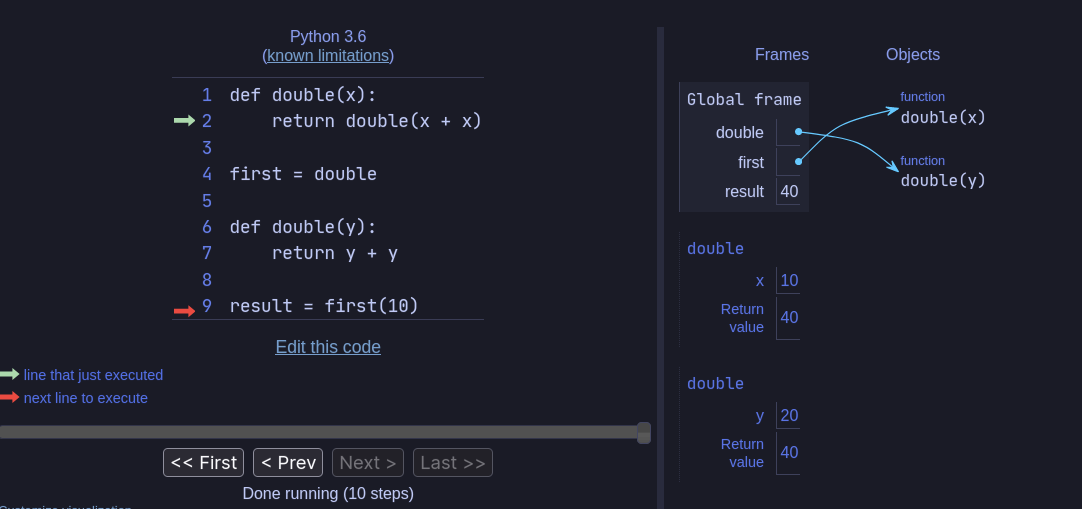 Python 3.6
(known limitations)
1 def double(x):
2     return double(x + x)
3
4 first = double
5
6 def double(y):
7     return y + y
8
9 result = first(10)
Edit this code
line that just executed
next line to execute
<< First < Prev Next > Last >>
Done running (10 steps)
Customize visualization
Frames Objects
Global frame
double
first
result 40
function
double(x)
function
double(y)
double
x 10
Return
value 40
double
y 20
Return
value 40